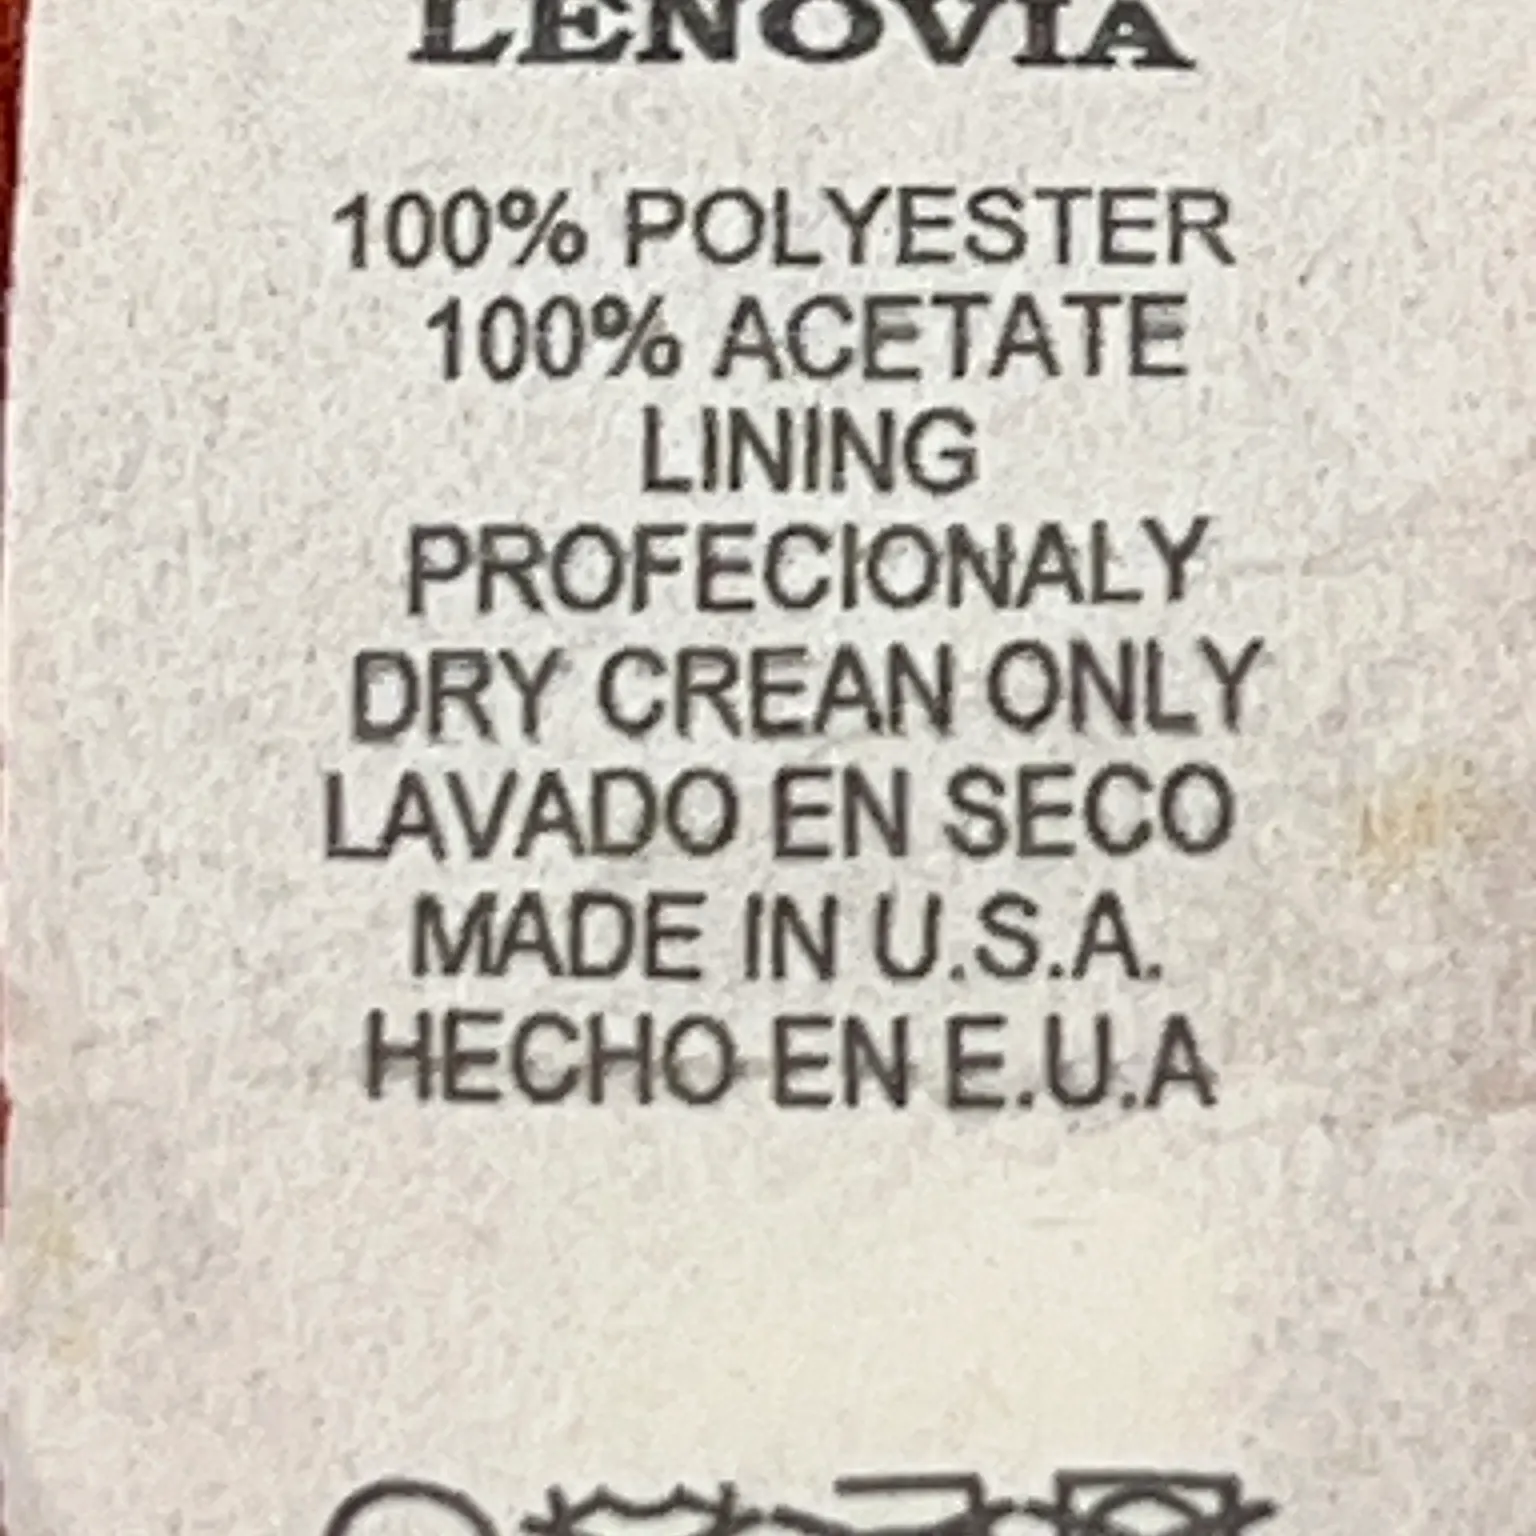 LENOVIA
100% POLYESTER
100% ACETATE
LINING
PROFECIONALY
DRY CREAN ONLY
LAVADO EN SECO
MADE IN U.S.A.
HECHO EN E.U.A